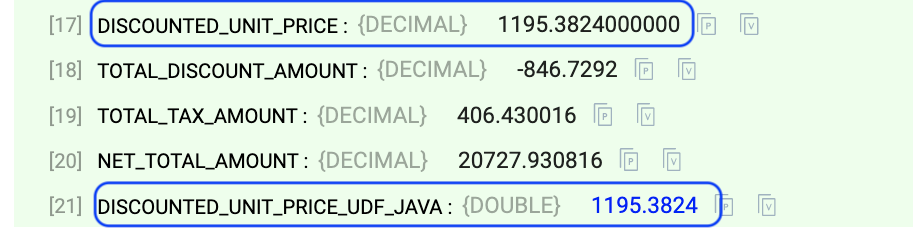 [17] DISCOUNTED_UNIT_PRICE : {DECIMAL} 1195.3824000000 P V
[18] TOTAL_DISCOUNT_AMOUNT : {DECIMAL} -846.7292 P V
[19] TOTAL_TAX_AMOUNT : {DECIMAL} 406.430016 P V
[20] NET_TOTAL_AMOUNT : {DECIMAL} 20727.930816 P V
[21] DISCOUNTED_UNIT_PRICE_UDF_JAVA : {DOUBLE} 1195.3824 P V